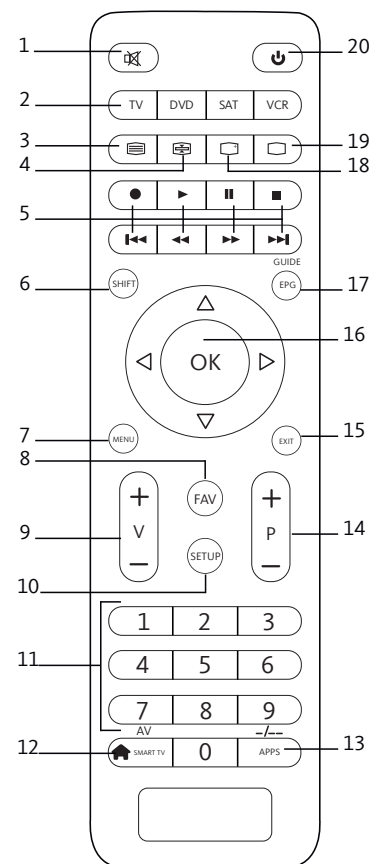 1
20
2
TV DVD SAT VCR
3
19
4
18
5
GUIDE
6
SHIFT
EPG
17
16
OK
7
MENU
EXIT
15
8
FAV
+
+
9
V
P
14
−
−
SETUP
10
1 2 3
11
4 5 6
7 8 9
AV
-/--
12
SMART TV
0
APPS
13